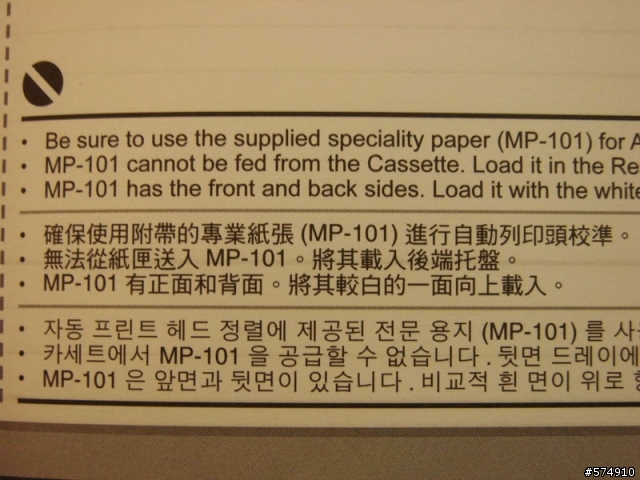 • Be sure to use the supplied speciality paper (MP-101) for A
• MP-101 cannot be fed from the Cassette. Load it in the Re
• MP-101 has the front and back sides. Load it with the white
• 確保使用附帶的專業紙張 (MP-101) 進行自動列印頭校準。
• 無法從紙匣送入 MP-101。將其載入後端托盤。
• MP-101 有正面和背面。將其較白的一面向上載入。
• 자동 프린트 헤드 정렬에 제공된 전문 용지 (MP-101) 를 사
• 카세트에서 MP-101 을 공급할 수 없습니다 . 뒷면 트레이에
• MP-101 은 앞면과 뒷면이 있습니다 . 비교적 흰 면이 위로
#574910